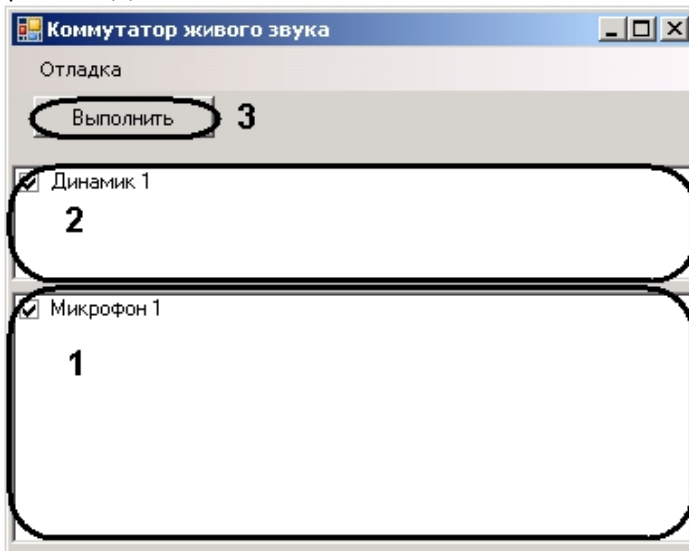 Коммутатор живого звука
Отладка
Выполнить 3
Динамик 1
2
Микрофон 1
1